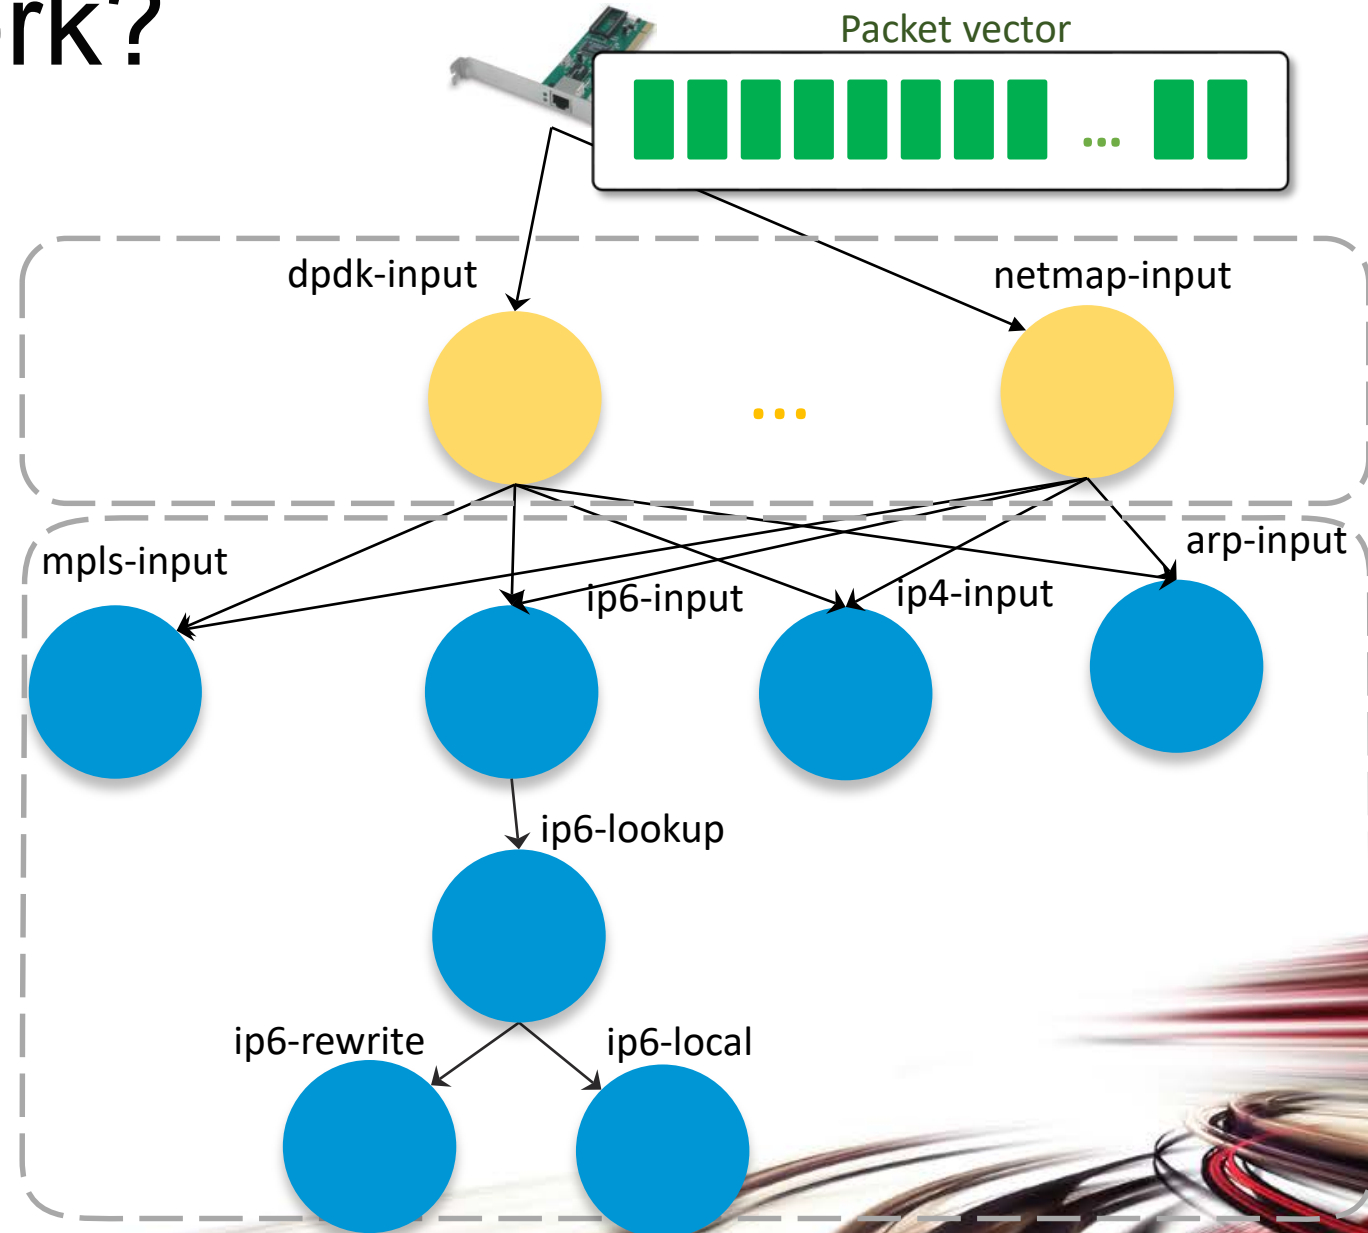 rk?
Packet vector
...
dpdk-input
netmap-input
...
mpls-input
arp-input
ip6-input
ip4-input
ip6-lookup
ip6-rewrite
ip6-local